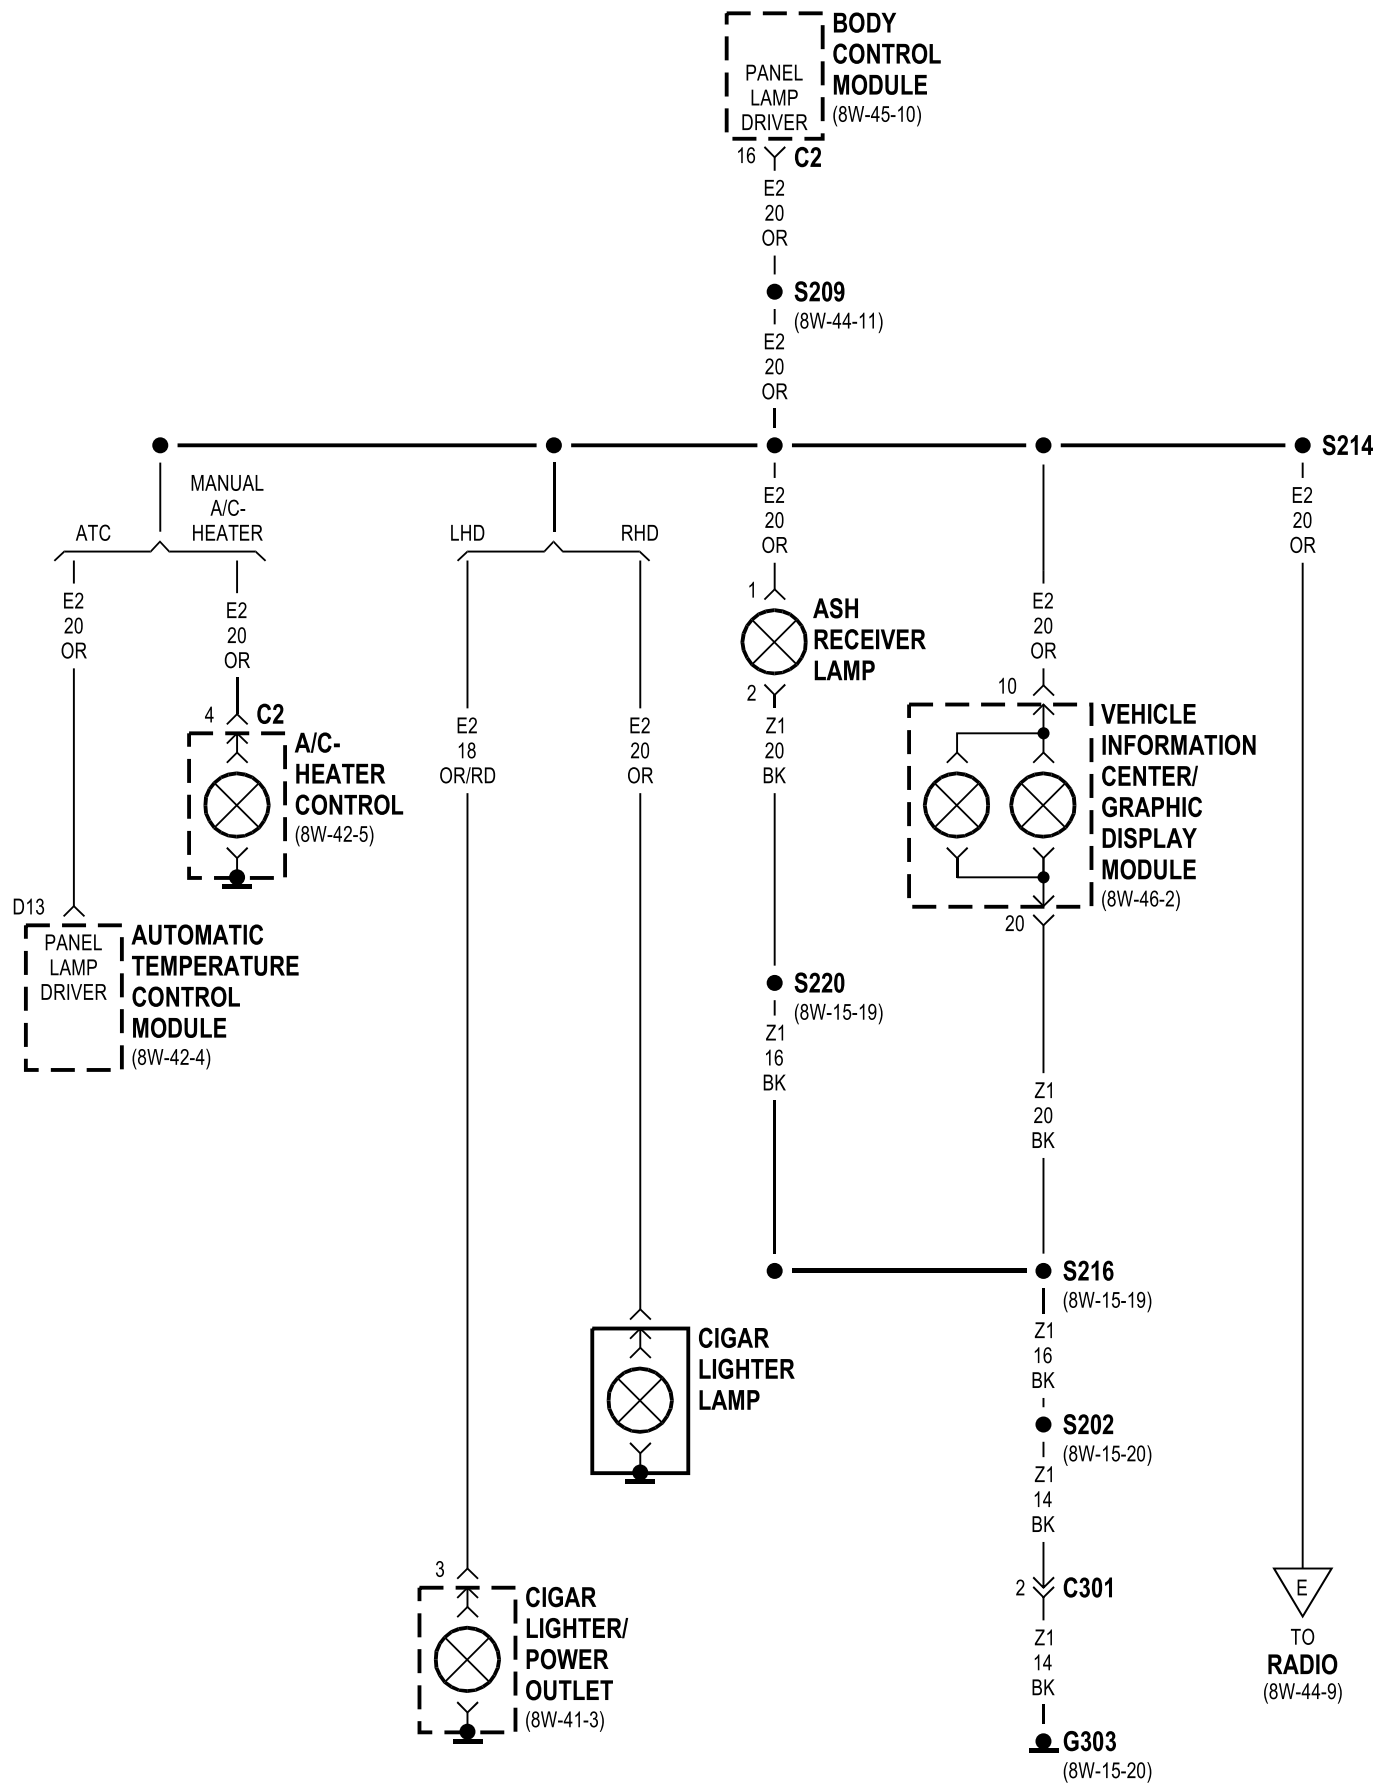 BODY
CONTROL
MODULE
(8W-45-10)
PANEL
LAMP
DRIVER
16
C2
E2
20
OR
S209
(8W-44-11)
E2
20
OR
S214
ATC
MANUAL
A/C-
HEATER
E2
20
OR
E2
20
OR
4
C2
A/C-
HEATER
CONTROL
(8W-42-5)
D13
PANEL
LAMP
DRIVER
AUTOMATIC
TEMPERATURE
CONTROL
MODULE
(8W-42-4)
LHD
RHD
E2
18
OR/RD
E2
20
OR
CIGAR
LIGHTER
LAMP
3
CIGAR
LIGHTER/
POWER
OUTLET
(8W-41-3)
E2
20
OR
1
ASH
RECEIVER
LAMP
2
Z1
20
BK
S220
(8W-15-19)
Z1
16
BK
E2
20
OR
10
VEHICLE
INFORMATION
CENTER/
GRAPHIC
DISPLAY
MODULE
(8W-46-2)
20
Z1
20
BK
S216
(8W-15-19)
Z1
16
BK
S202
(8W-15-20)
Z1
14
BK
2
C301
Z1
14
BK
G303
(8W-15-20)
E2
20
OR
E
TO
RADIO
(8W-44-9)